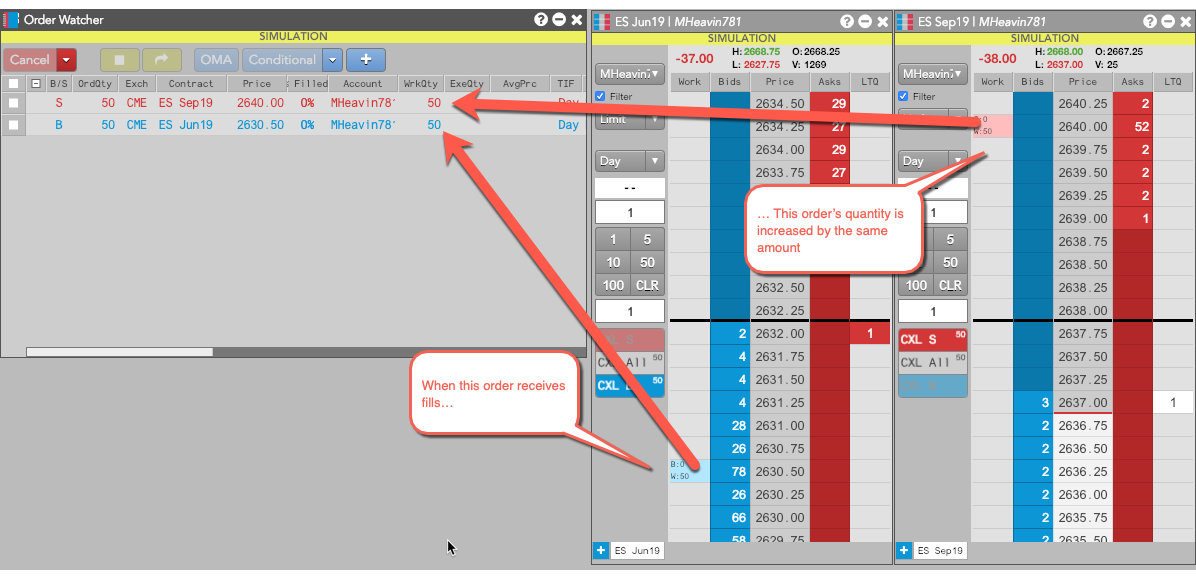 Order Watcher
SIMULATION
Cancel
OMA
Conditional
B/S OrdQty Exch Contract Price Filled Account WrkQty ExeQty AvgPrc TIF
S 50 CME ES Sep19 2640.00 0% MHeavin781 50 Day
B 50 CME ES Jun19 2630.50 0% MHeavin781 50 Day
When this order receives
fills...
ES Jun19 | MHeavin781
SIMULATION
-37.00
H: 2668.75 O: 2668.25
L: 2627.75 V: 1269
Work Bids Price Asks LTQ
MHeavin7
Filter
Limit
Day
- -
1
1 5
10 50
100 CLR
1
CXL S
CXL All 50
CXL 50
2634.50 29
2634.25 27
2634.00 29
2633.75 27
2632.50
2632.25
2 2632.00 1
4 2631.75
4 2631.50
4 2631.25
28 2631.00
26 2630.75
B:0
W:50
78 2630.50
26 2630.25
66 2630.00
58 2629.75
+ ES Jun19
ES Sep19 | MHeavin781
SIMULATION
-38.00
H: 2668.00 O: 2667.25
L: 2637.00 V: 25
Work Bids Price Asks LTQ
MHeavin7
Filter
Day
- -
1
5
50
100 CLR
1
CXL S 50
CXL All 50
2640.25 2
W:50
2640.00 52
2639.75 2
2639.50 2
2639.25 2
2639.00 1
2638.75
2638.50
2638.25
2638.00
2637.75
2637.50
2637.25
3 2637.00 1
2 2636.75
2 2636.50
2 2636.25
2 2636.00
2 2635.75
2 2635.50
+ ES Sep19
... This order's quantity is
increased by the same
amount